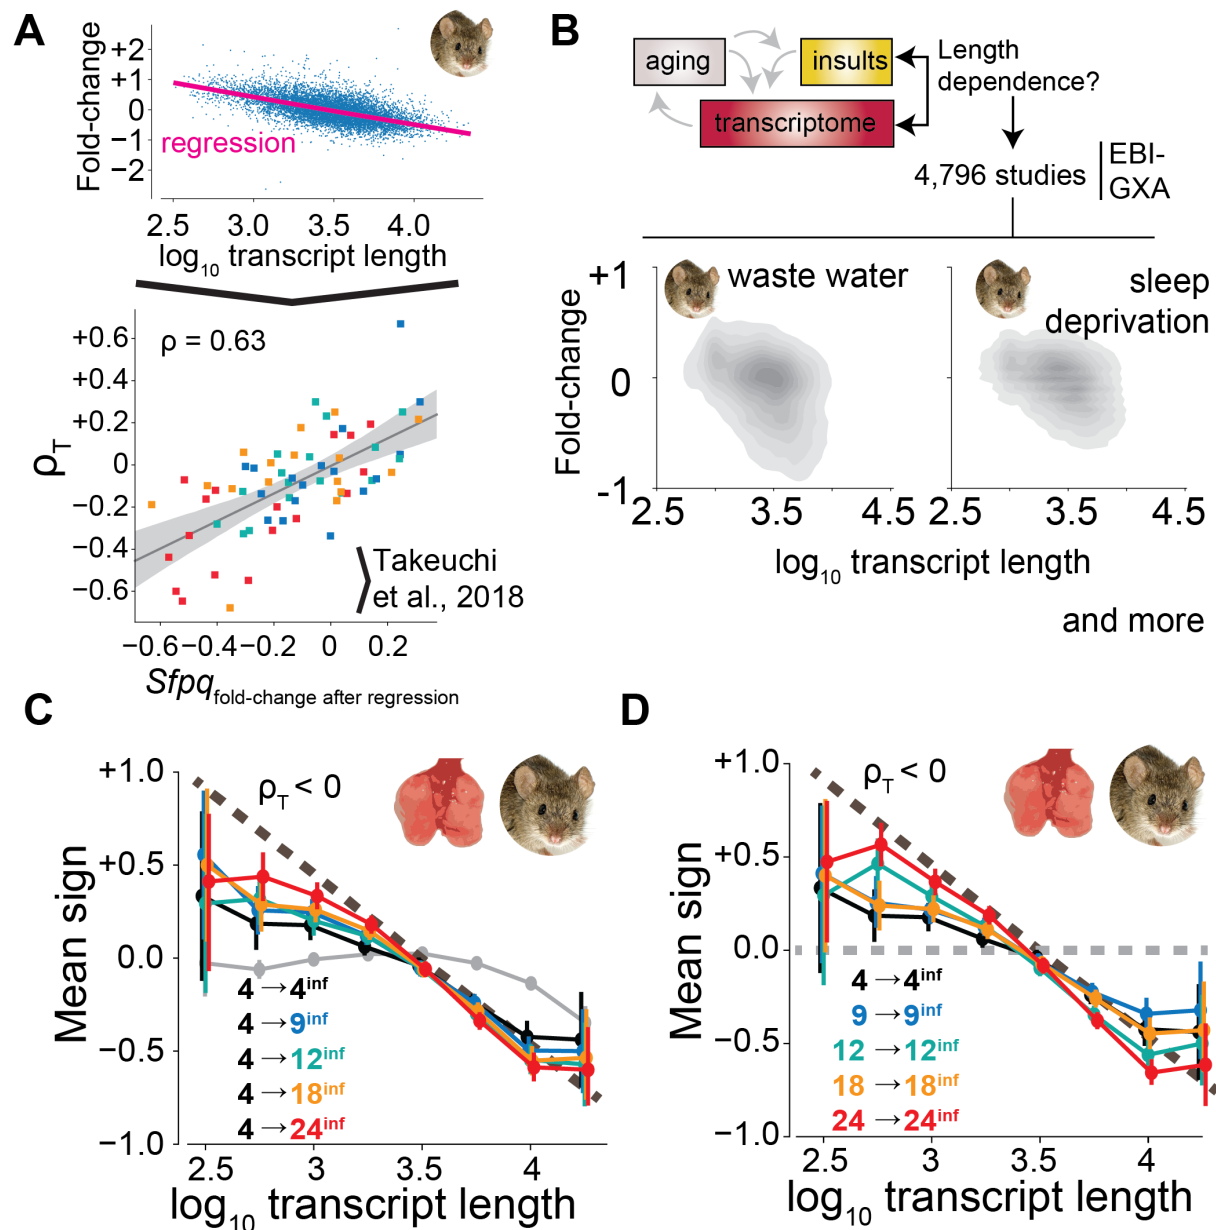 A
Fold-change
+2
+1
0
−1
−2
regression
2.5 3.0 3.5 4.0
log10 transcript length
ρ = 0.63
ρT
+0.6
+0.4
+0.2
0
−0.2
−0.4
−0.6
Takeuchi
et al., 2018
−0.6 −0.4 −0.2 0 0.2
Sfpq fold-change after regression
B
aging
insults
transcriptome
Length
dependence?
4,796 studies
EBI-
GXA
Fold-change
+1
0
-1
waste water
sleep
deprivation
2.5 3.5 4.5
2.5 3.5 4.5
log10 transcript length
and more
C
Mean sign
+1.0
+0.5
0.0
−0.5
−1.0
ρT < 0
4 → 4inf
4 → 9inf
4 → 12inf
4 → 18inf
4 → 24inf
2.5 3 3.5 4
log10 transcript length
D
Mean sign
+1.0
+0.5
0.0
−0.5
−1.0
ρT < 0
4 → 4inf
9 → 9inf
12 → 12inf
18 → 18inf
24 → 24inf
2.5 3 3.5 4
log10 transcript length